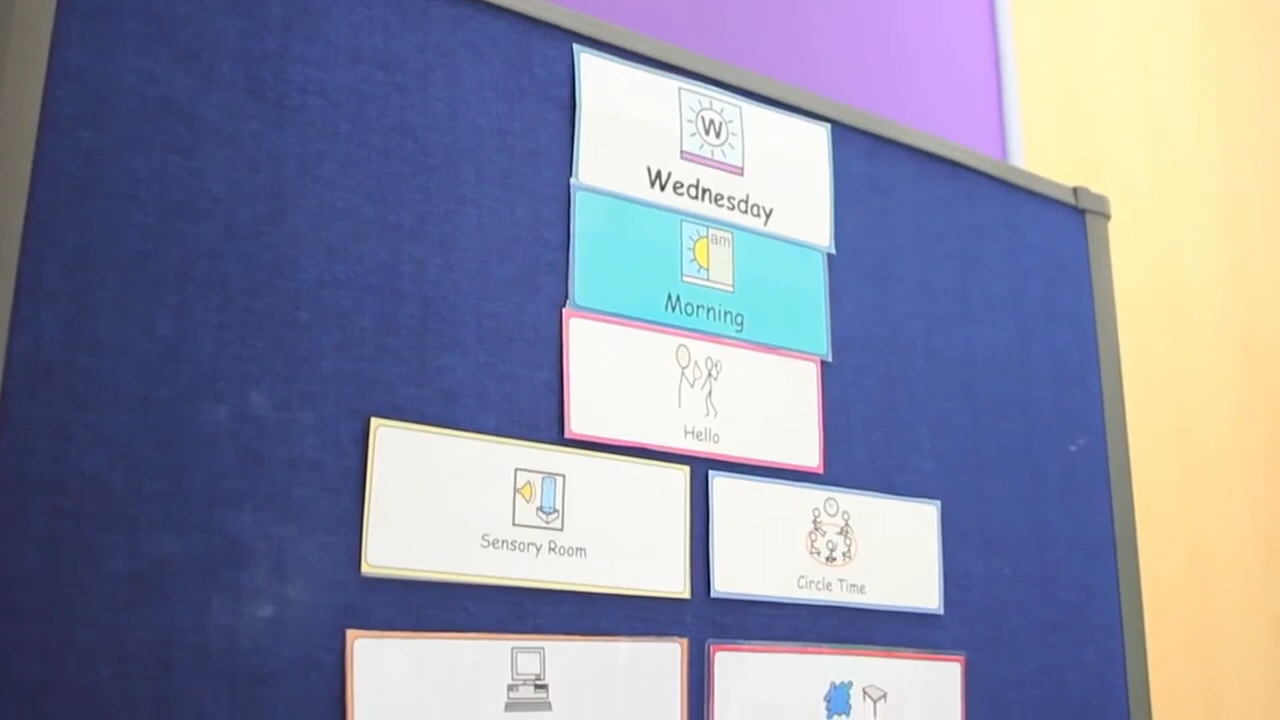 W
Wednesday
am
Morning
Hello
Sensory Room
Circle Time